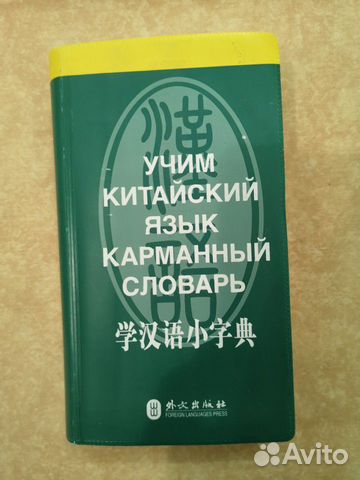 УЧИМ
КИТАЙСКИЙ
ЯЗЫК
КАРМАННЫЙ
СЛОВАРЬ
学汉语小字典
外文出版社
FOREIGN LANGUAGES PRESS
Avito